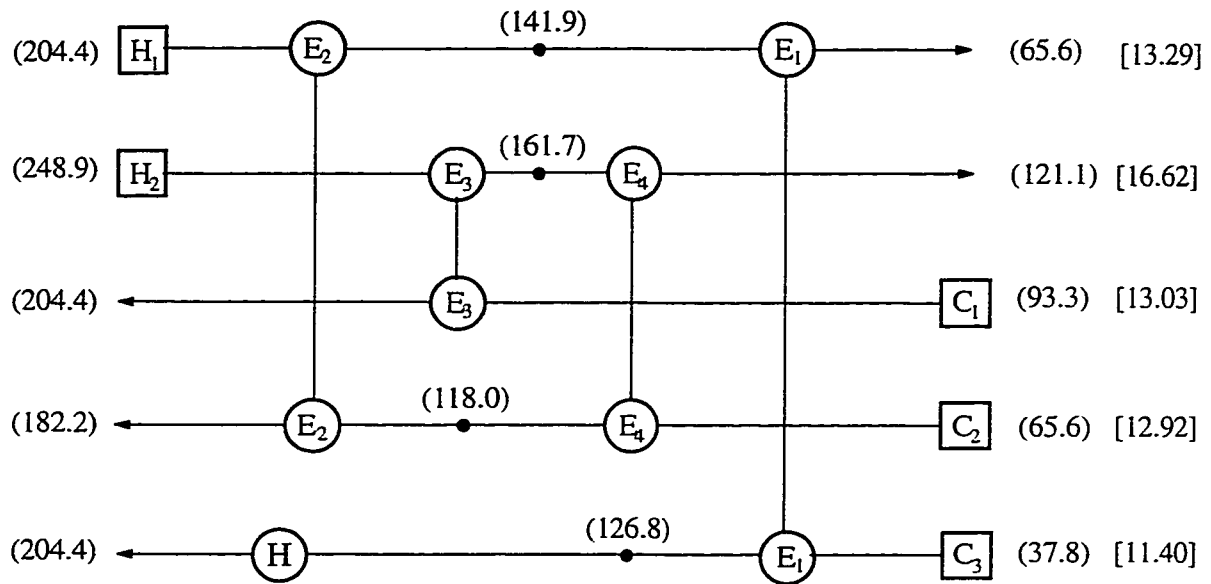 (141.9)
(204.4) H₁ E₂ E₁ (65.6) [13.29]
(161.7)
(248.9) H₂ E₃ E₄ (121.1) [16.62]
(204.4) E₃ C₁ (93.3) [13.03]
(118.0)
(182.2) E₂ E₄ C₂ (65.6) [12.92]
(126.8)
(204.4) H E₁ C₃ (37.8) [11.40]